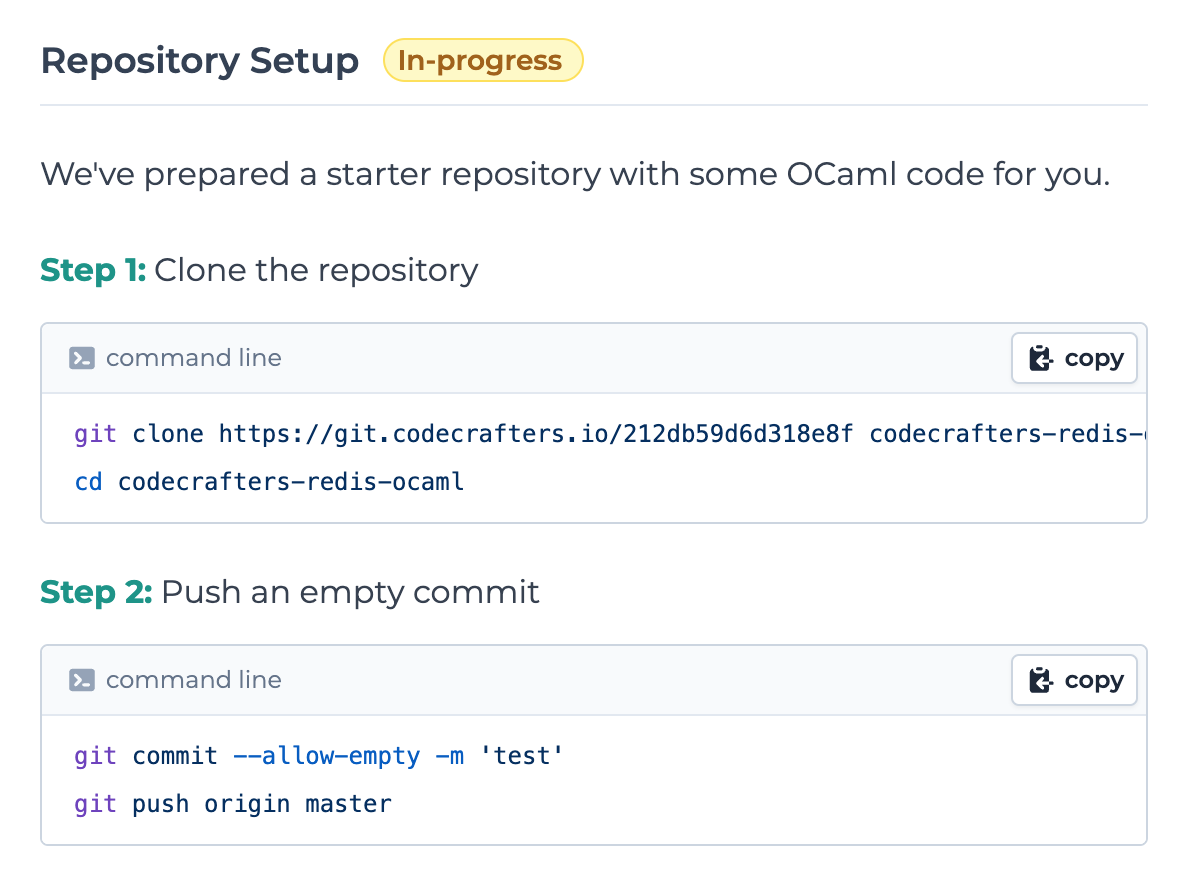 Repository Setup In-progress
We've prepared a starter repository with some OCaml code for you.
Step 1: Clone the repository
command line copy
git clone https://git.codecrafters.io/212db59d6d318e8f codecrafters-redis-
cd codecrafters-redis-ocaml
Step 2: Push an empty commit
command line copy
git commit --allow-empty -m 'test'
git push origin master